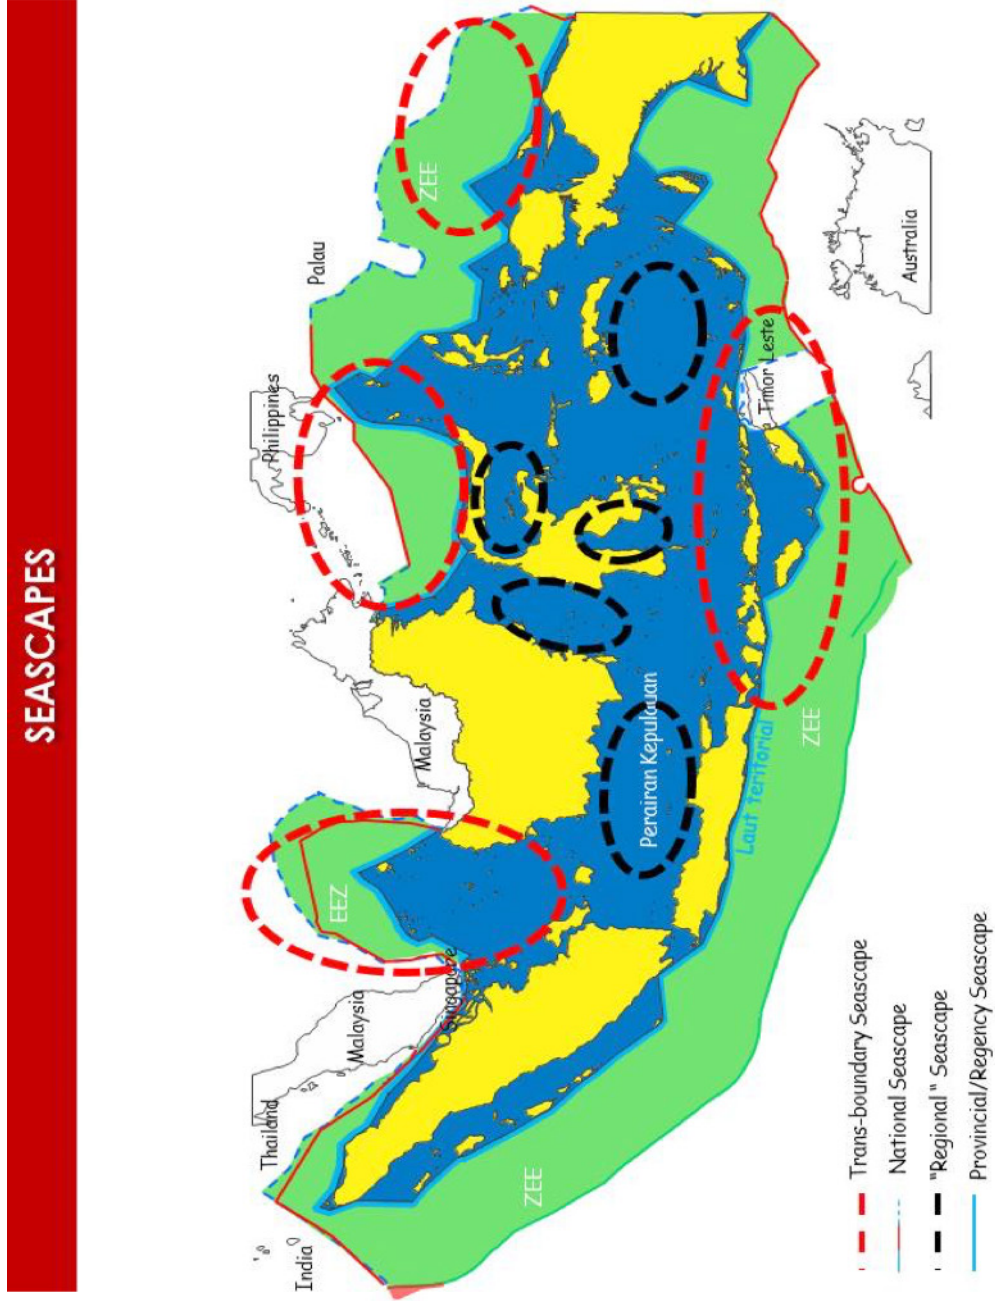 SEASCAPES
India
Thailand
Malaysia
Singapore
Malaysia
Philippines
Palau
EEZ
ZEE
ZEE
ZEE
Perairan Kepulauan
Laut teritorial
Timor Leste
Australia
Trans-boundary Seascape
National Seascape
"Regional " Seascape
Provincial/Regency Seascape